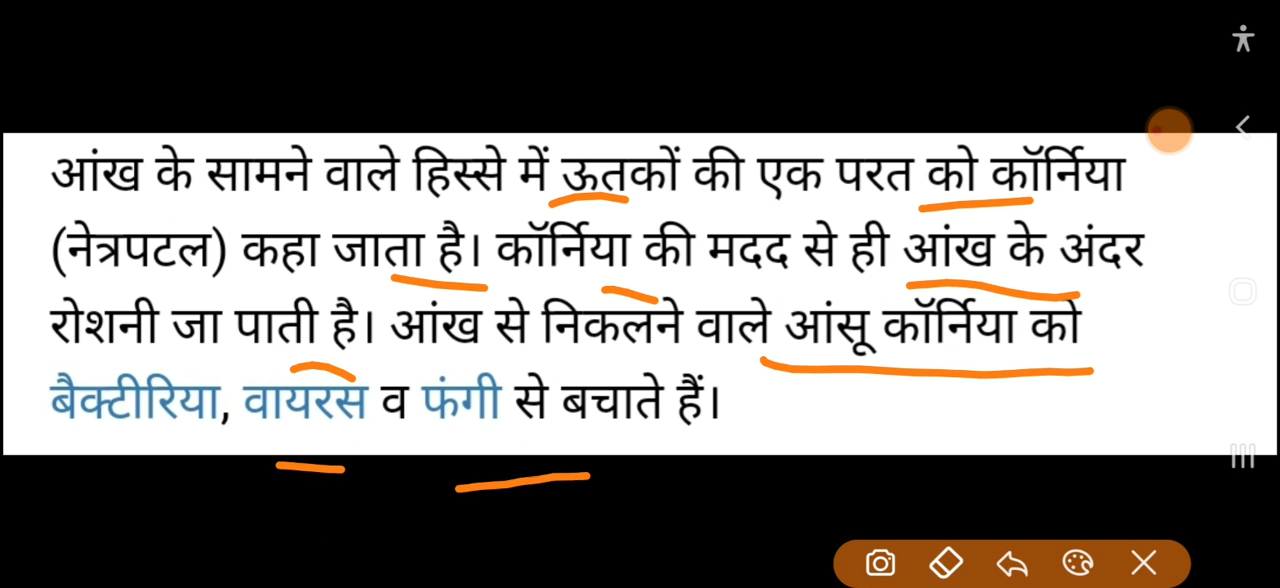 आंख के सामने वाले हिस्से में ऊतकों की एक परत को कॉर्निया
(नेत्रपटल) कहा जाता है। कॉर्निया की मदद से ही आंख के अंदर
रोशनी जा पाती है। आंख से निकलने वाले आंसू कॉर्निया को
बैक्टीरिया, वायरस व फंगी से बचाते हैं।